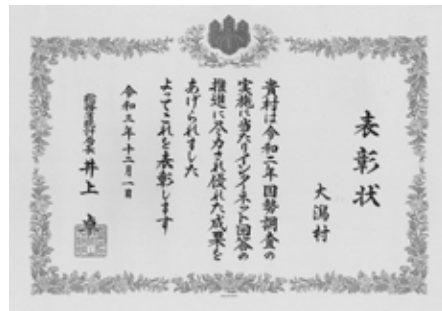 表彰状
大潟村
貴村は令和二年国勢調査の
実施に当たりインターネット回答の
推進に尽力され優れた成果を
あげられました
よってこれを表彰します
令和三年十二月一日
井上 卓